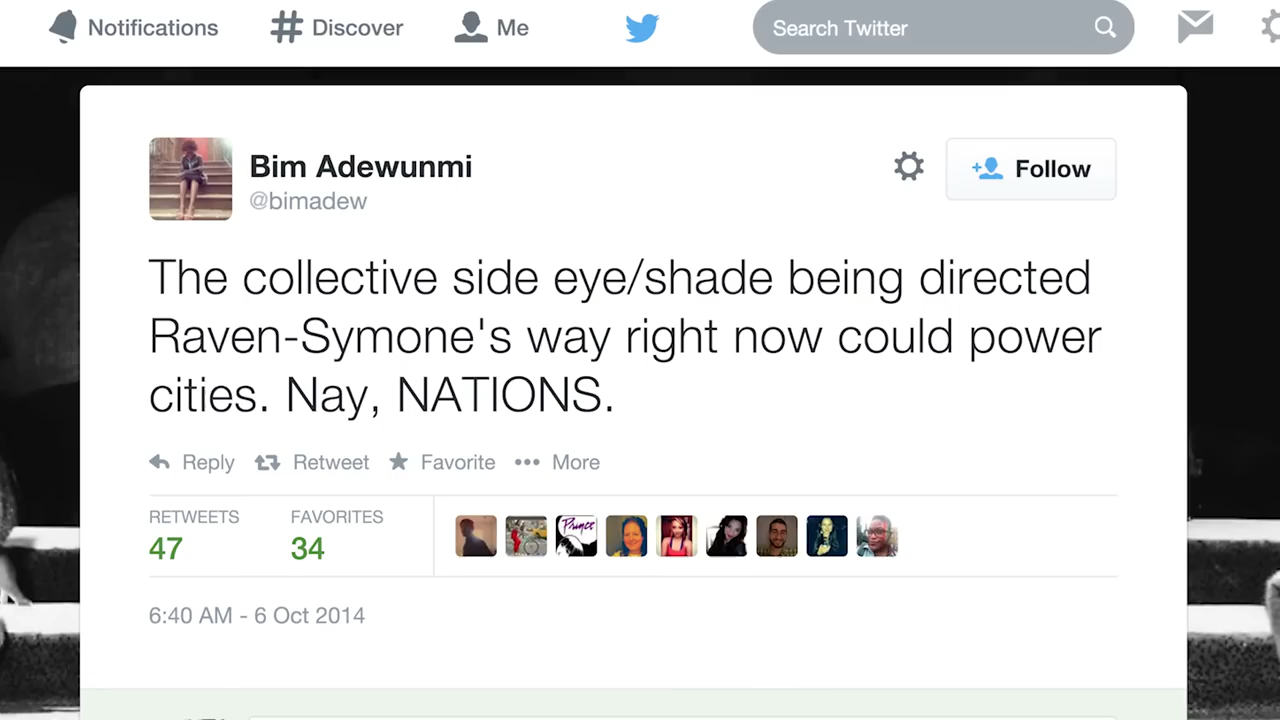 Notifications # Discover Me Search Twitter
Bim Adewunmi
@bimadew
Follow
The collective side eye/shade being directed
Raven-Symone's way right now could power
cities. Nay, NATIONS.
Reply Retweet Favorite ••• More
RETWEETS FAVORITES
47 34
Prince
6:40 AM - 6 Oct 2014